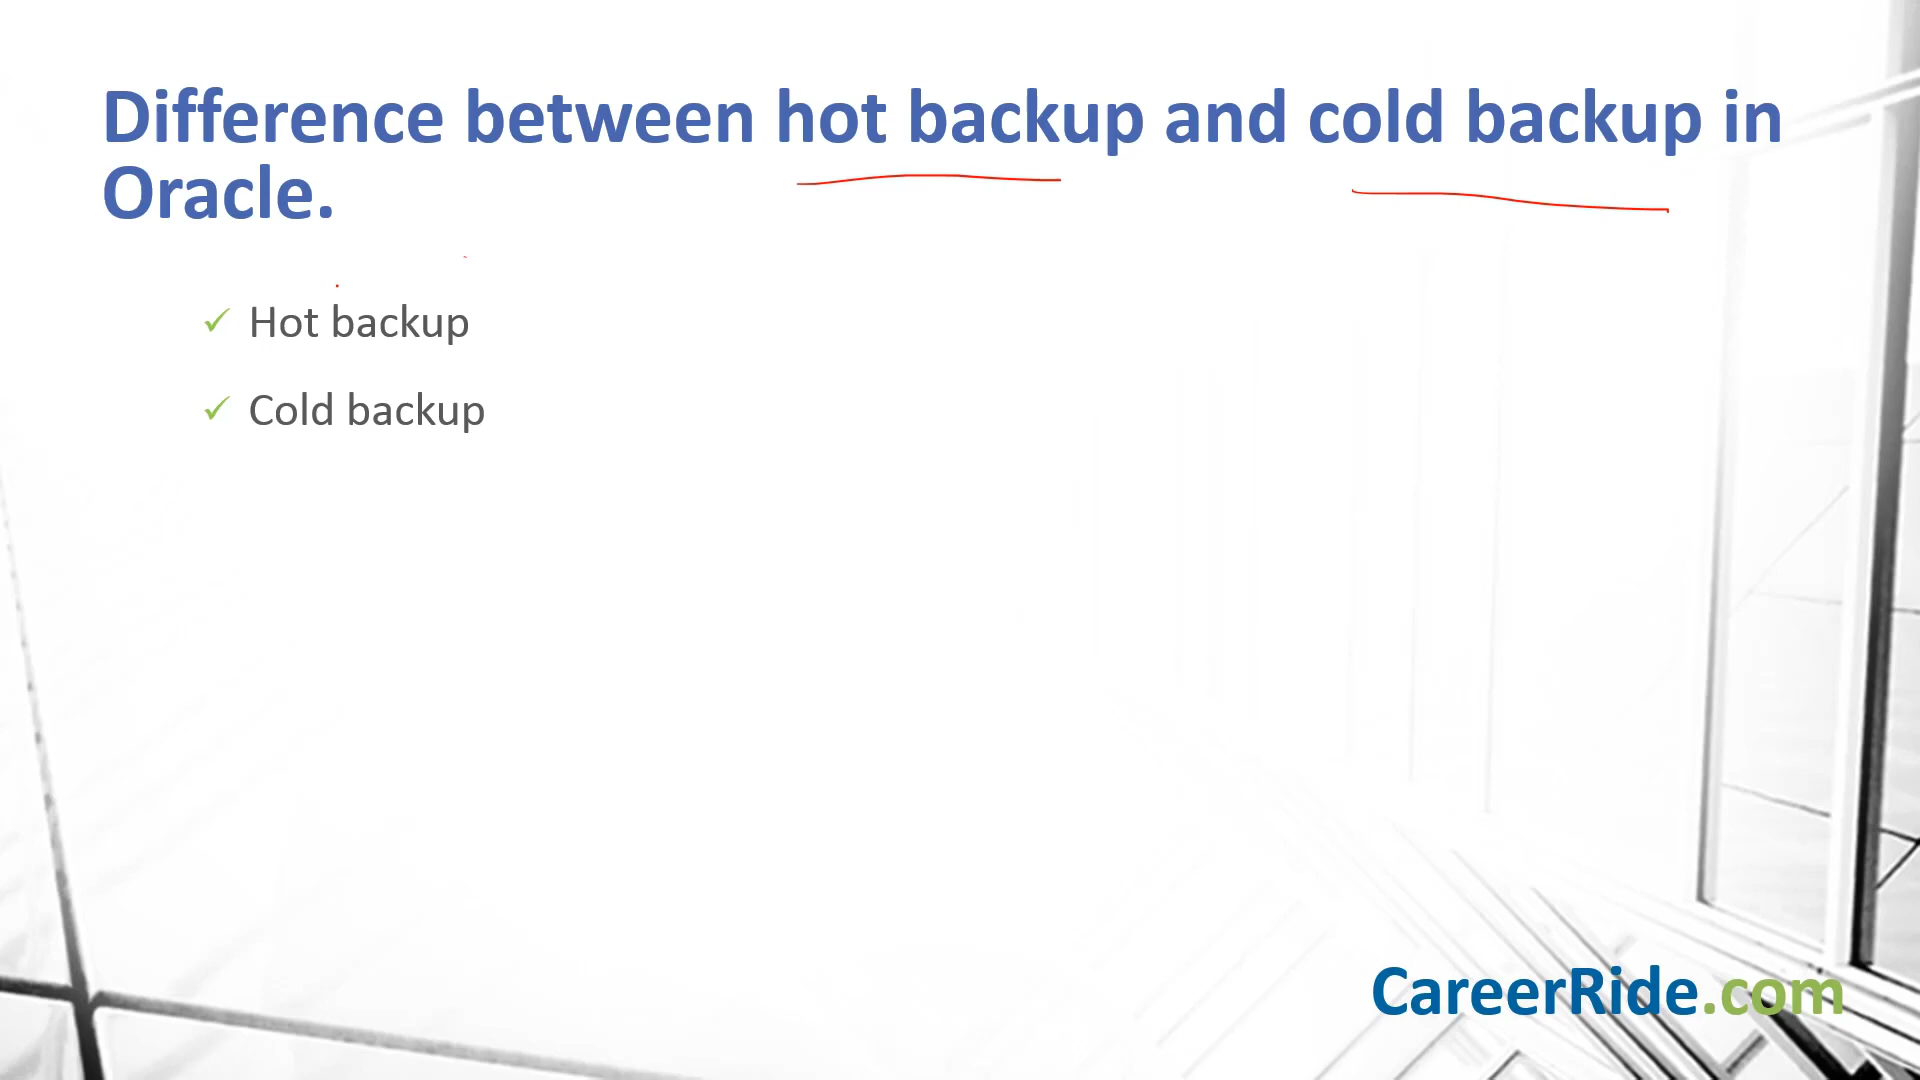 Difference between hot backup and cold backup in
Oracle.
Hot backup
Cold backup
CareerRide.com